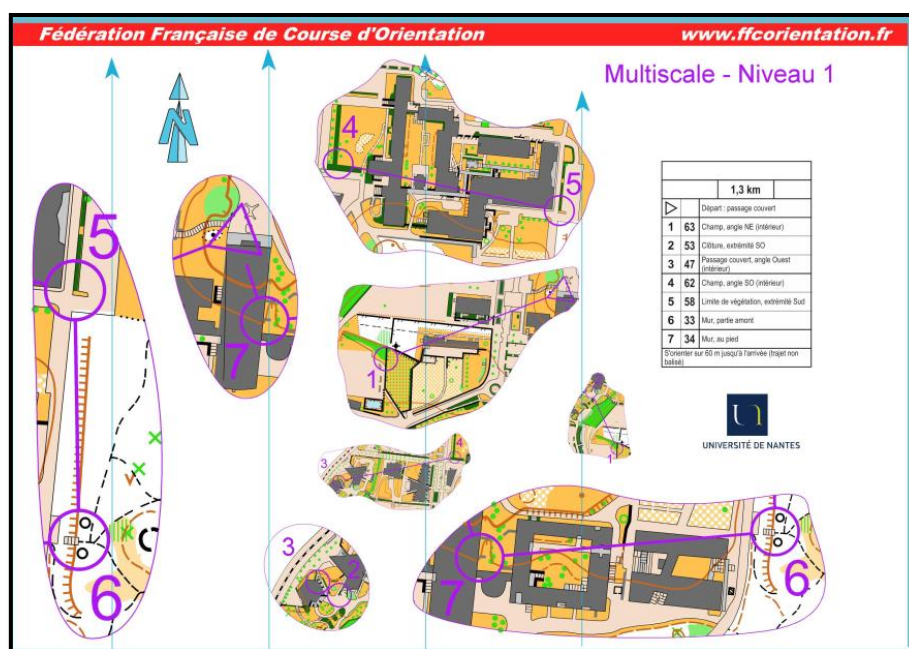 Fédération Française de Course d'Orientation www.ffcorientation.fr
Multiscale - Niveau 1
N
4
5
5
7
6
1
3
4
1
3
2
7
6
1,3 km
Départ : passage couvert
1 63 Champ, angle NE (intérieur)
2 53 Clôture, extrémité SO
3 47 Passage couvert, angle Ouest
(intérieur)
4 62 Champ, angle SO (intérieur)
5 58 Limite de végétation, extrémité Sud
6 33 Mur, partie amont
7 34 Mur, au pied
S'orienter sur 60 m jusqu'à l'arrivée (trajet non
balisé)
UNIVERSITÉ DE NANTES